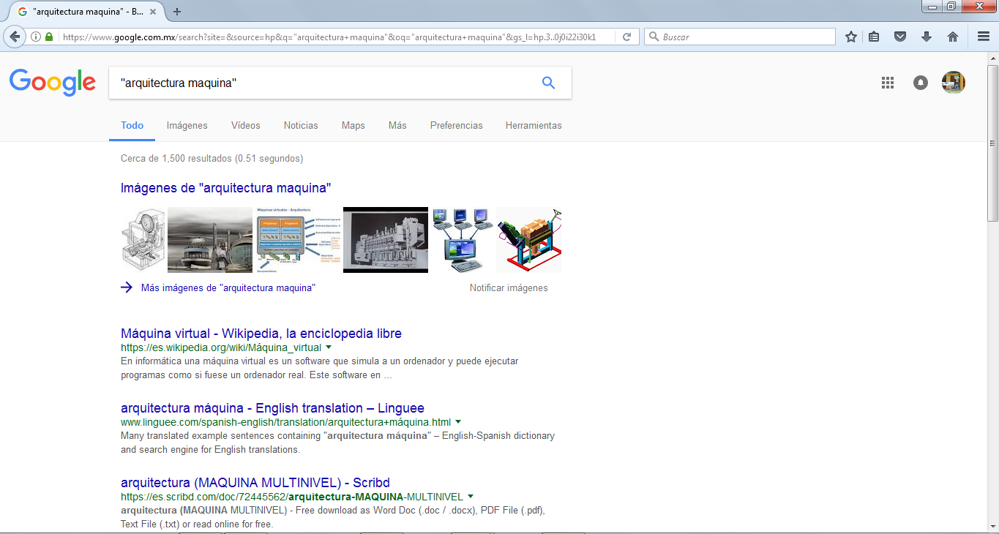 "arquitectura maquina" - B...
https://www.google.com.mx/search?site=&source=hp&q="arquitectura+maquina"&oq="arquitectura+maquina"&gs_l=hp.3..0j0i22i30k1
Buscar
Google
"arquitectura maquina"
Todo Imágenes Vídeos Noticias Maps Más Preferencias Herramientas
Cerca de 1,500 resultados (0.51 segundos)
Imágenes de "arquitectura maquina"
Máquinas virtuales - Arquitectura
Más imágenes de "arquitectura maquina" Notificar imágenes
Máquina virtual - Wikipedia, la enciclopedia libre
https://es.wikipedia.org/wiki/Máquina_virtual
En informática una máquina virtual es un software que simula a un ordenador y puede ejecutar
programas como si fuese un ordenador real. Este software en ...
arquitectura máquina - English translation – Linguee
www.linguee.com/spanish-english/translation/arquitectura+máquina.html
Many translated example sentences containing "arquitectura máquina" – English-Spanish dictionary
and search engine for English translations.
arquitectura (MAQUINA MULTINIVEL) - Scribd
https://es.scribd.com/doc/72445562/arquitectura-MAQUINA-MULTINIVEL
arquitectura (MAQUINA MULTINIVEL) - Free download as Word Doc (.doc / .docx), PDF File (.pdf),
Text File (.txt) or read online for free.